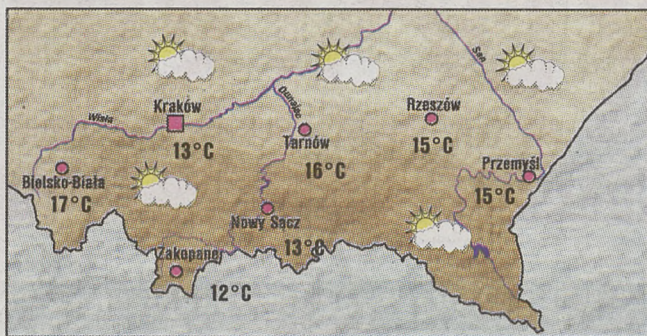 San
Wisła
Dunajec
Kraków
13°C
Tarnów
16°C
Rzeszów
15°C
Przemyśl
15°C
Bielsko-Biała
17°C
Nowy Sącz
13°C
Zakopane
12°C